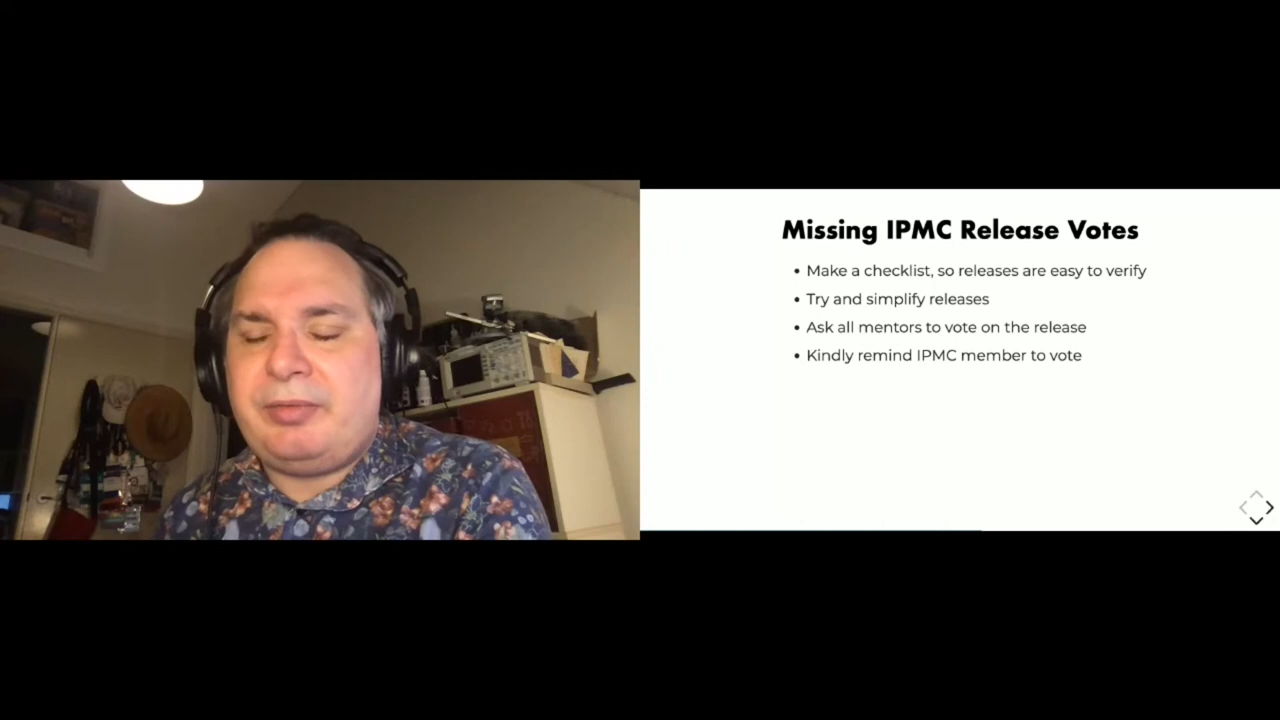 Missing IPMC Release Votes
Make a checklist, so releases are easy to verify
Try and simplify releases
Ask all mentors to vote on the release
Kindly remind IPMC member to vote